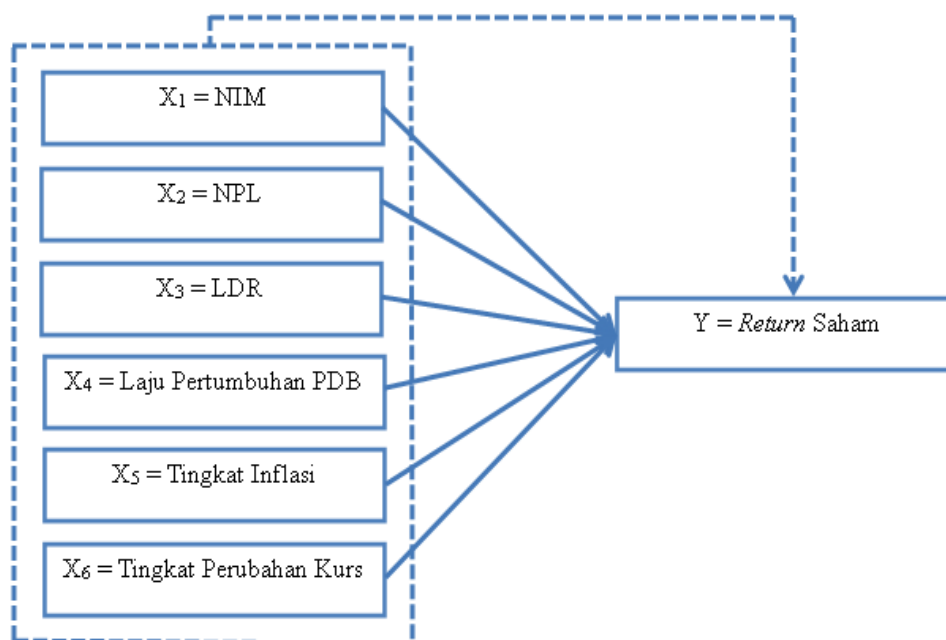 X₁ = NIM
X₂ = NPL
X₃ = LDR
X₄ = Laju Pertumbuhan PDB
X₅ = Tingkat Inflasi
X₆ = Tingkat Perubahan Kurs
Y = Return Saham